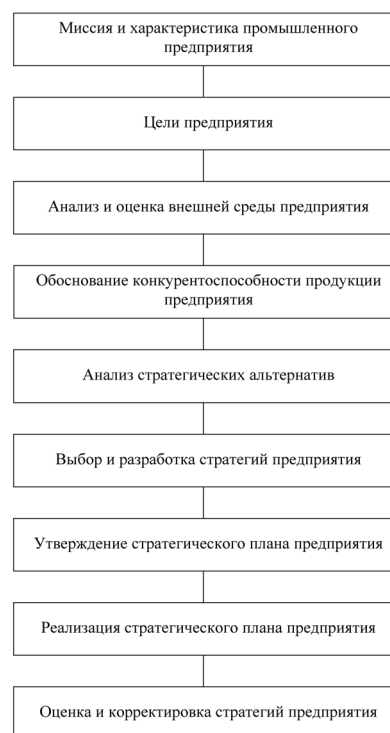 Миссия и характеристика промышленного
предприятия
Цели предприятия
Анализ и оценка внешней среды предприятия
Обоснование конкурентоспособности продукции
предприятия
Анализ стратегических альтернатив
Выбор и разработка стратегий предприятия
Утверждение стратегического плана предприятия
Реализация стратегического плана предприятия
Оценка и корректировка стратегий предприятия